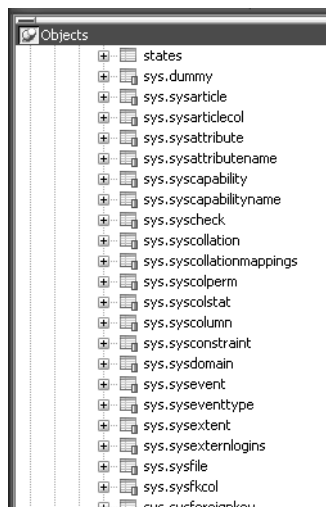 Objects
states
sys.dummy
sys.sysarticle
sys.sysarticlecol
sys.sysattribute
sys.sysattributename
sys.syscapability
sys.syscapabilityname
sys.syscheck
sys.syscollation
sys.syscollationmappings
sys.syscolperm
sys.syscolstat
sys.syscolumn
sys.sysconstraint
sys.sysdomain
sys.sysevent
sys.syseventtype
sys.sysextent
sys.sysexternlogins
sys.sysfile
sys.sysfkcol
sys.sysforeignkey